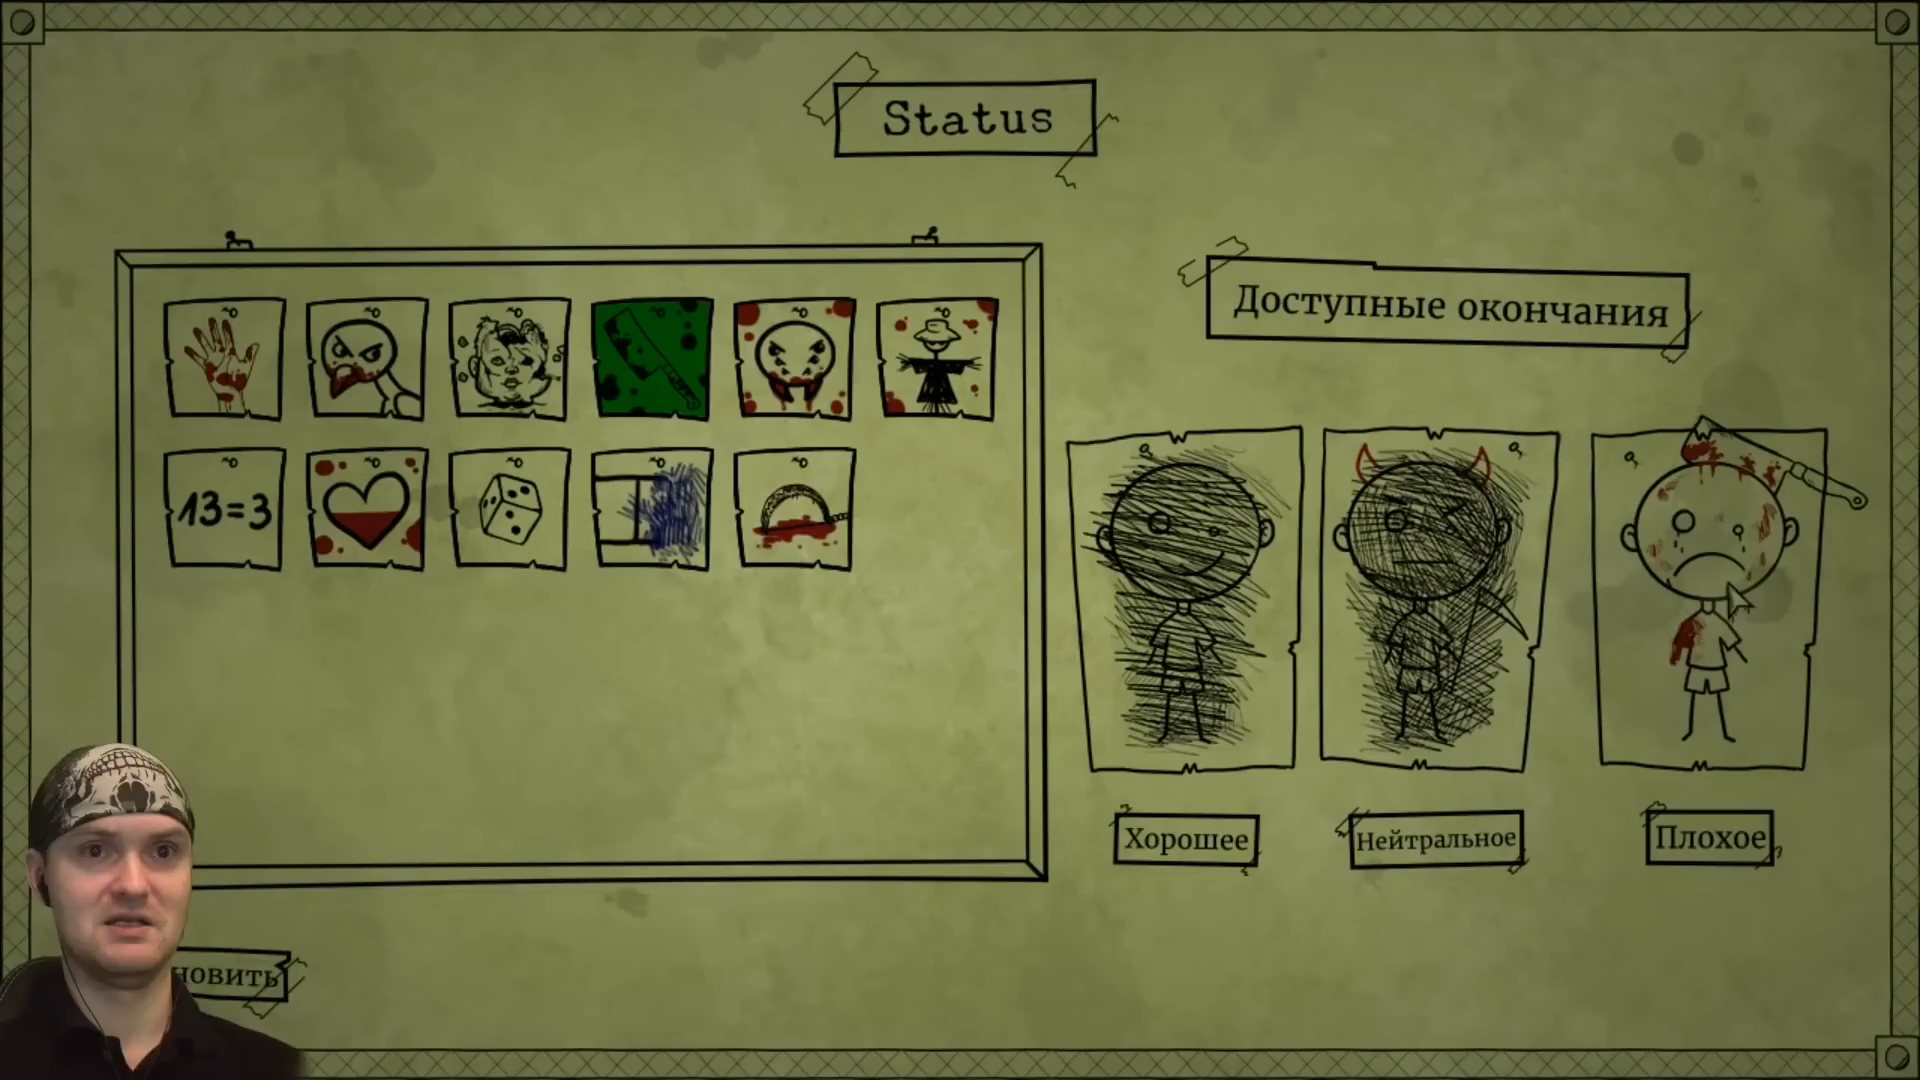 Status
Доступные окончания
13=3
Хорошее
Нейтральное
Плохое
новить